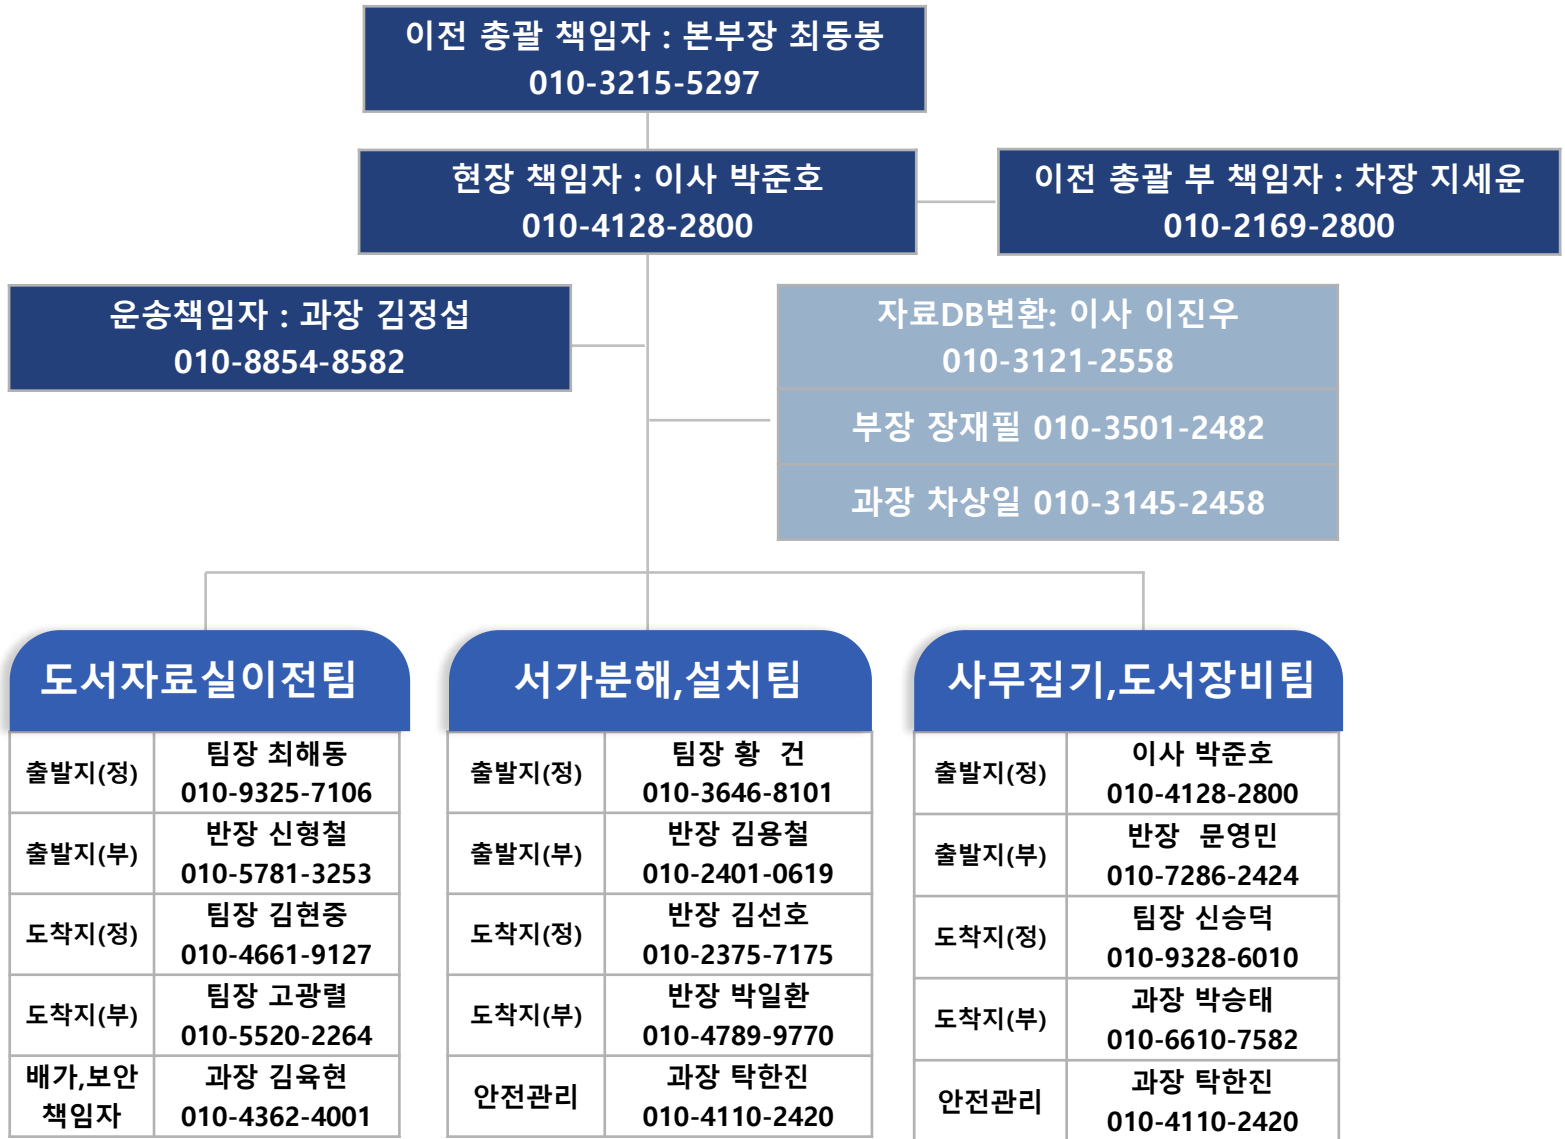 이전 총괄 책임자 : 본부장 최동봉
010-3215-5297
현장 책임자 : 이사 박준호
010-4128-2800
이전 총괄 부 책임자 : 차장 지세운
010-2169-2800
운송책임자 : 과장 김정섭
010-8854-8582
자료DB변환: 이사 이진우
010-3121-2558
부장 장재필 010-3501-2482
과장 차상일 010-3145-2458
도서자료실이전팀
출발지(정)
팀장 최해동
010-9325-7106
출발지(부)
반장 신형철
010-5781-3253
도착지(정)
팀장 김현중
010-4661-9127
도착지(부)
팀장 고광렬
010-5520-2264
배가,보안
책임자
과장 김육현
010-4362-4001
서가분해,설치팀
출발지(정)
팀장 황 건
010-3646-8101
출발지(부)
반장 김용철
010-2401-0619
도착지(정)
반장 김선호
010-2375-7175
도착지(부)
반장 박일환
010-4789-9770
안전관리
과장 탁한진
010-4110-2420
사무집기,도서장비팀
출발지(정)
이사 박준호
010-4128-2800
출발지(부)
반장 문영민
010-7286-2424
도착지(정)
팀장 신승덕
010-9328-6010
도착지(부)
과장 박승태
010-6610-7582
안전관리
과장 탁한진
010-4110-2420